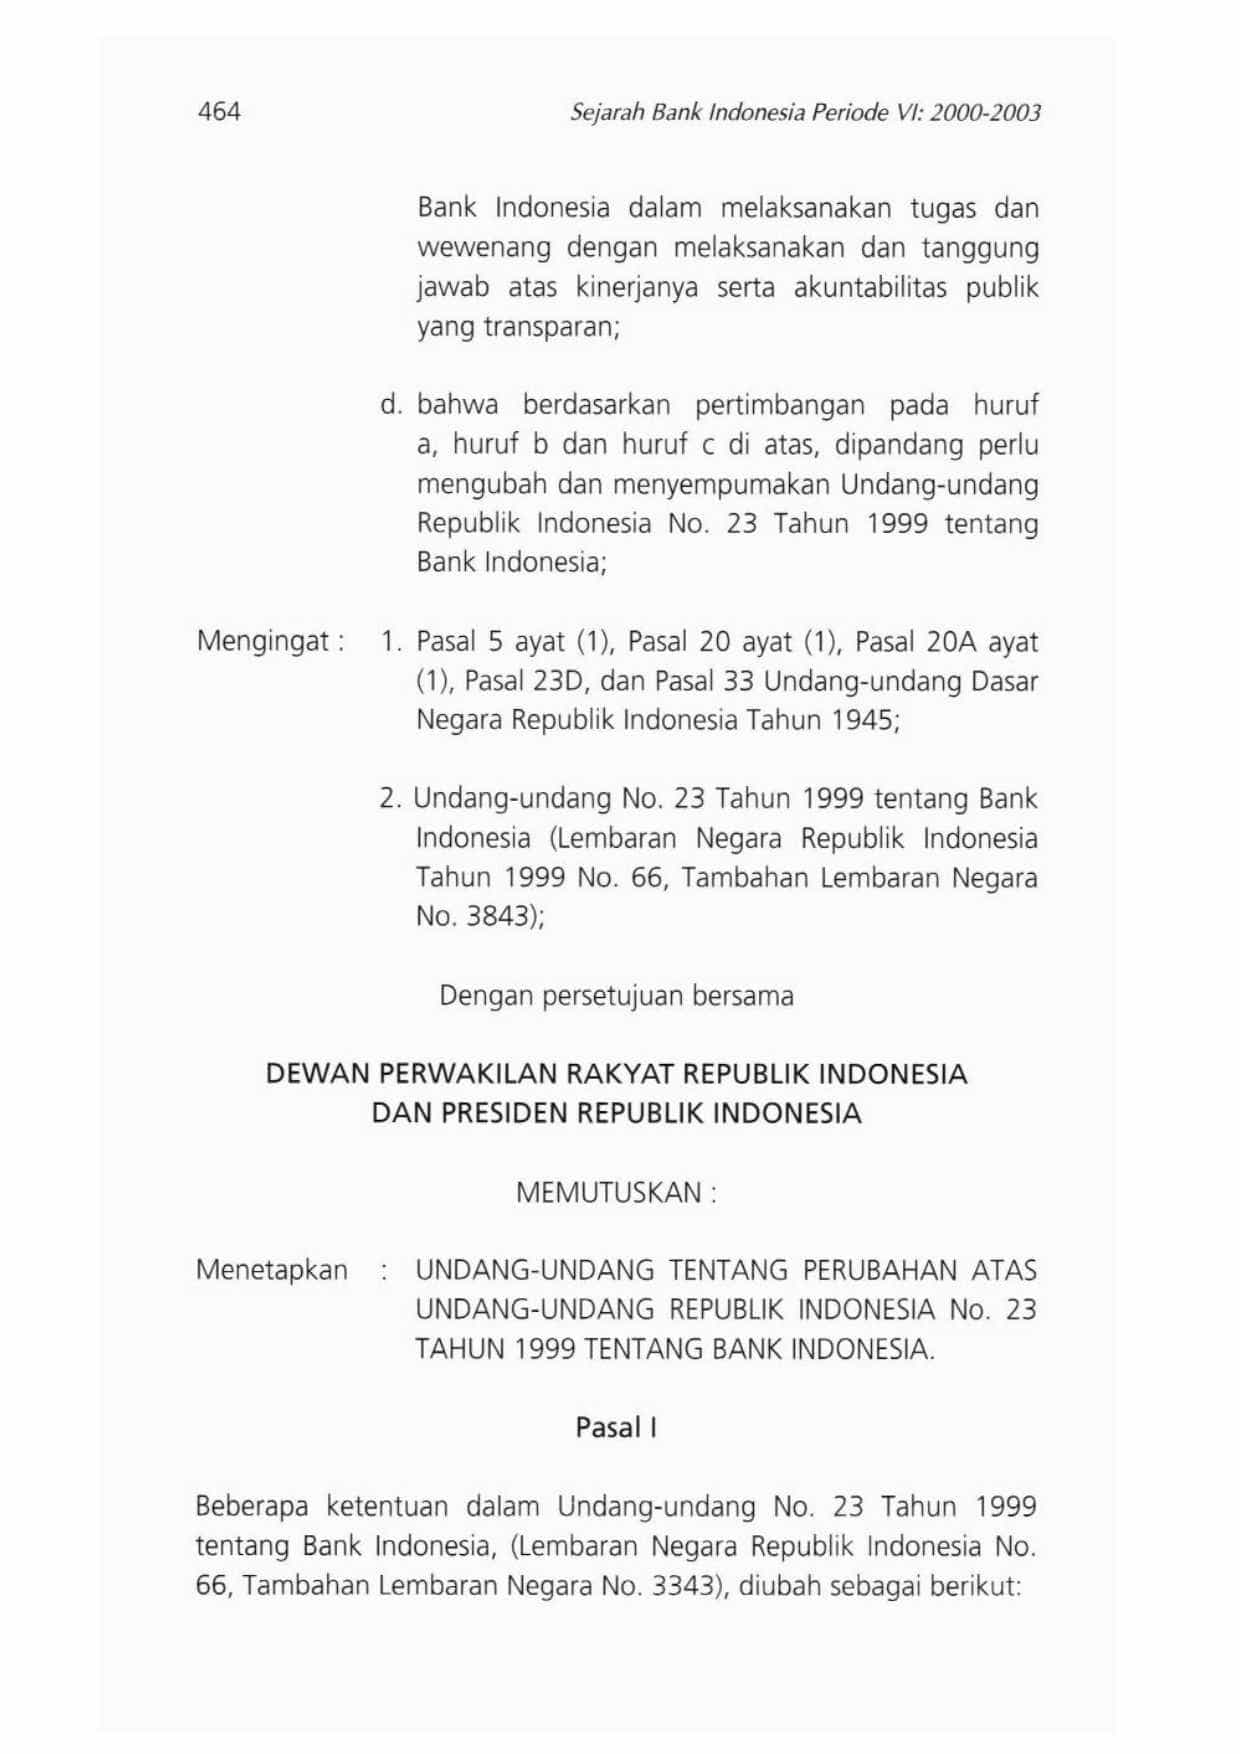 464 Sejarah Bank Indonesia Periode VI: 2000-2003
Bank Indonesia dalam melaksanakan tugas dan
wewenang dengan melaksanakan dan tanggung
jawab atas kinerjanya serta akuntabilitas publik
yang transparan;
d. bahwa berdasarkan pertimbangan pada huruf
a, huruf b dan huruf c di atas, dipandang perlu
mengubah dan menyempumakan Undang-undang
Republik Indonesia No. 23 Tahun 1999 tentang
Bank Indonesia;
Mengingat : 1. Pasal 5 ayat (1), Pasal 20 ayat (1), Pasal 20A ayat
(1), Pasal 23D, dan Pasal 33 Undang-undang Dasar
Negara Republik Indonesia Tahun 1945;
2. Undang-undang No. 23 Tahun 1999 tentang Bank
Indonesia (Lembaran Negara Republik Indonesia
Tahun 1999 No. 66, Tambahan Lembaran Negara
No. 3843);
Dengan persetujuan bersama
DEWAN PERWAKILAN RAKYAT REPUBLIK INDONESIA
DAN PRESIDEN REPUBLIK INDONESIA
MEMUTUSKAN :
Menetapkan : UNDANG-UNDANG TENTANG PERUBAHAN ATAS
UNDANG-UNDANG REPUBLIK INDONESIA No. 23
TAHUN 1999 TENTANG BANK INDONESIA.
Pasal I
Beberapa ketentuan dalam Undang-undang No. 23 Tahun 1999
tentang Bank Indonesia, (Lembaran Negara Republik Indonesia No.
66, Tambahan Lembaran Negara No. 3343), diubah sebagai berikut: